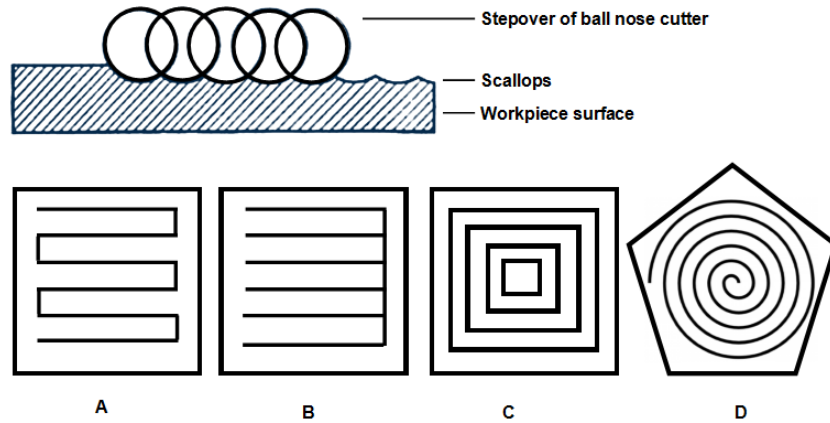 Stepover of ball nose cutter
Scallops
Workpiece surface
A
B
C
D